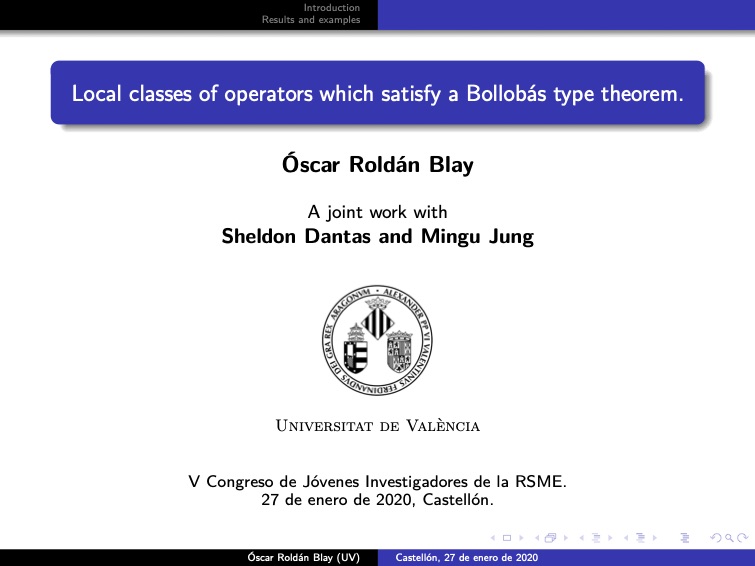 Introduction
Results and examples
Local classes of operators which satisfy a Bollobás type theorem.
Óscar Roldán Blay
A joint work with
Sheldon Dantas and Mingu Jung
ALEXANDER PP VI VALENTINVS FERDINANDVS DEI GRA REX ARAGONVM
Universitat de València
V Congreso de Jóvenes Investigadores de la RSME.
27 de enero de 2020, Castellón.
Óscar Roldán Blay (UV)
Castellón, 27 de enero de 2020